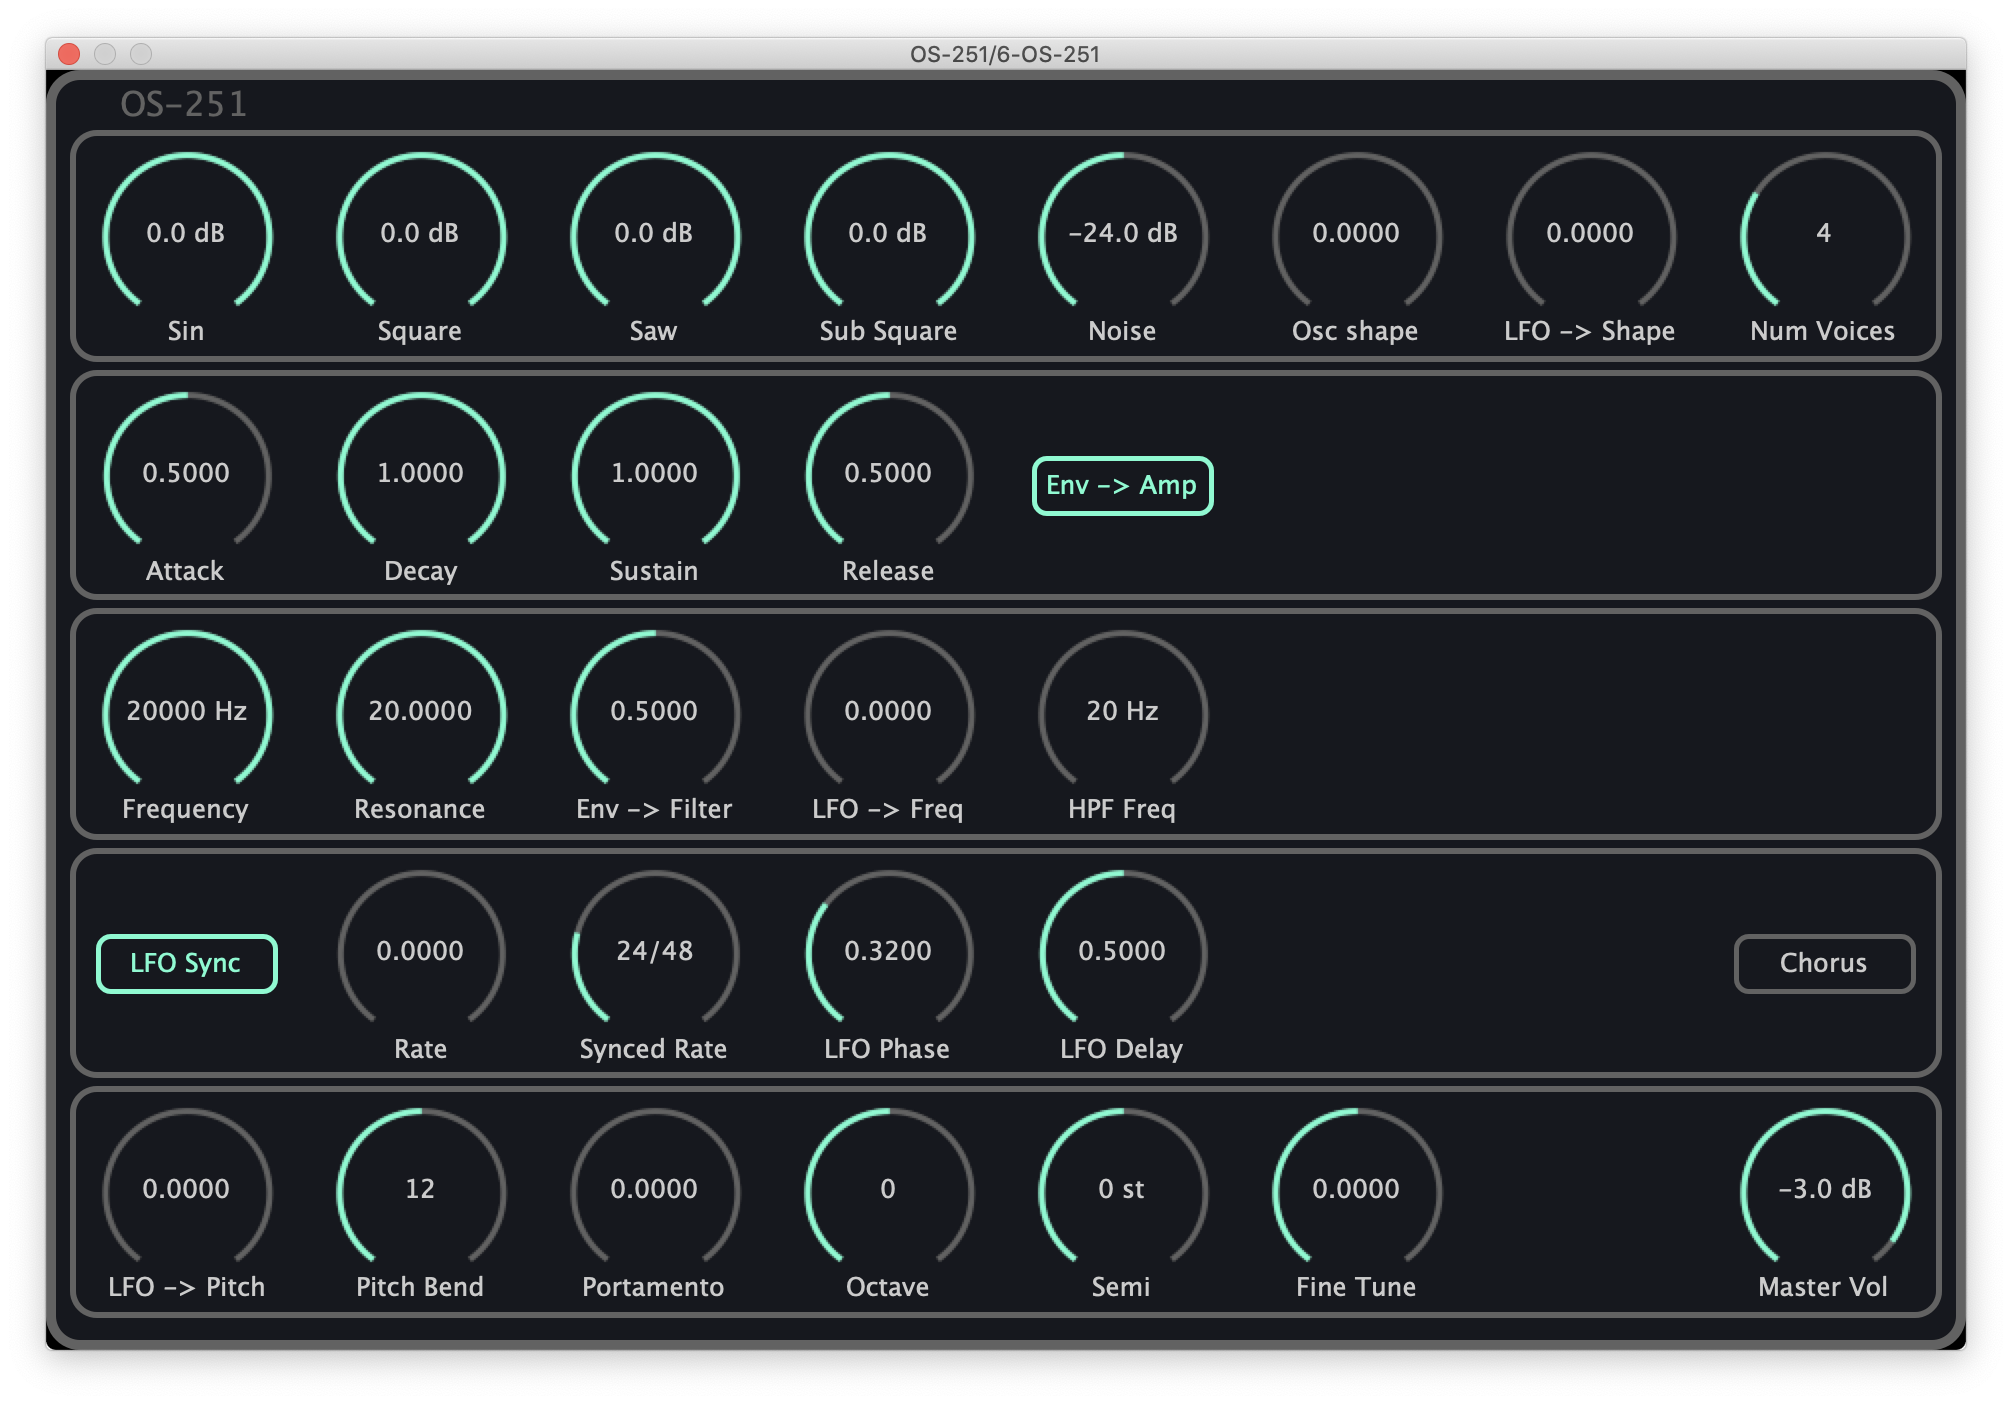 OS-251/6-OS-251
OS-251
0.0 dB 0.0 dB 0.0 dB 0.0 dB -24.0 dB 0.0000 0.0000 4
Sin Square Saw Sub Square Noise Osc shape LFO -> Shape Num Voices
0.5000 1.0000 1.0000 0.5000 Env -> Amp
Attack Decay Sustain Release
20000 Hz 20.0000 0.5000 0.0000 20 Hz
Frequency Resonance Env -> Filter LFO -> Freq HPF Freq
LFO Sync 0.0000 24/48 0.3200 0.5000 Chorus
Rate Synced Rate LFO Phase LFO Delay
0.0000 12 0.0000 0 0 st 0.0000 -3.0 dB
LFO -> Pitch Pitch Bend Portamento Octave Semi Fine Tune Master Vol